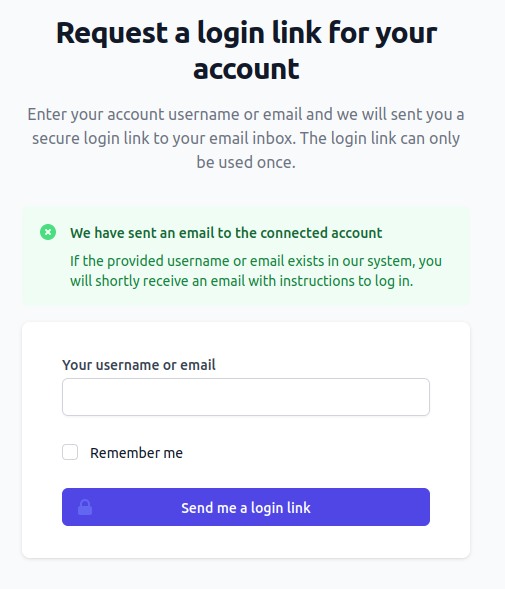 Request a login link for your
account
Enter your account username or email and we will sent you a
secure login link to your email inbox. The login link can only
be used once.
We have sent an email to the connected account
If the provided username or email exists in our system, you
will shortly receive an email with instructions to log in.
Your username or email
Remember me
Send me a login link